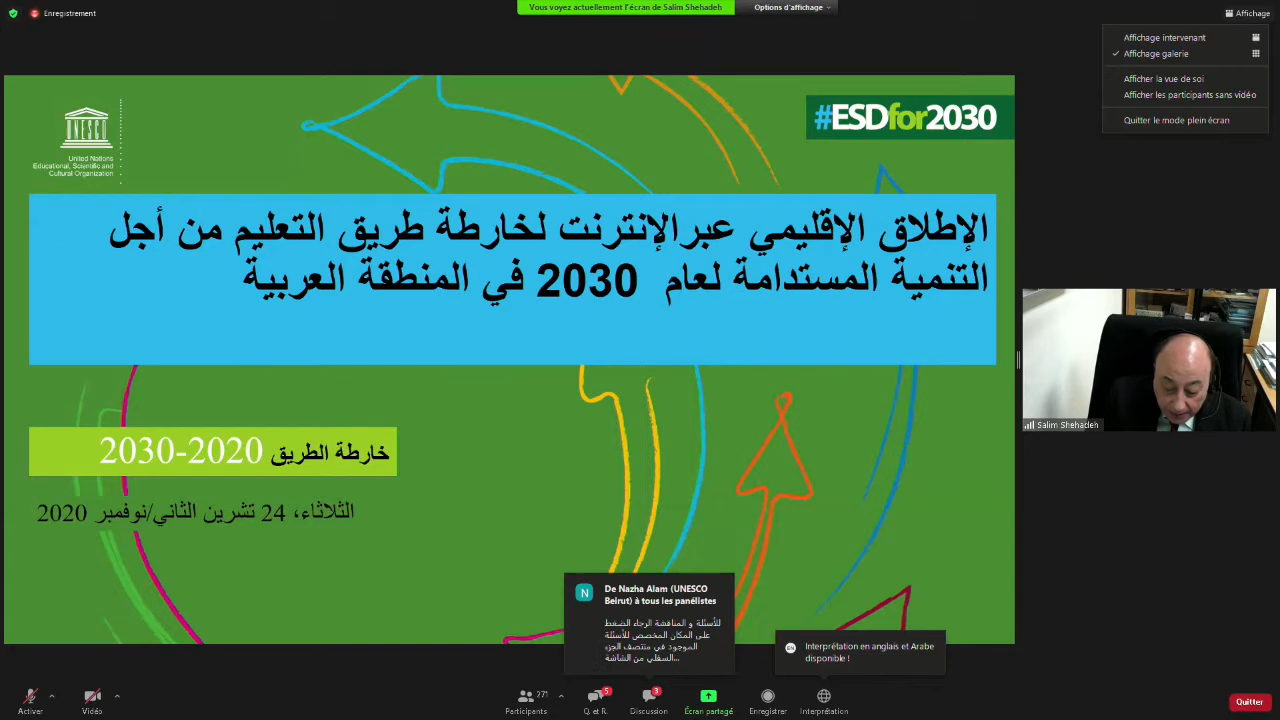 Enregistrement
Vous voyez actuellement l'écran de Salim Shehadeh
Options d'affichage
Affichage
Affichage intervenant
Affichage galerie
Afficher la vue de soi
Afficher les participants sans vidéo
Quitter le mode plein écran
UNESCO
United Nations
Educational, Scientific and
Cultural Organization
#ESDfor2030
الإطلاق الإقليمي عبرالإنترنت لخارطة طريق التعليم من أجل
التنمية المستدامة لعام 2030 في المنطقة العربية
خارطة الطريق 2020-2030
الثلاثاء، 24 تشرين الثاني/نوفمبر 2020
Salim Shehadeh
N
De Nazha Alam (UNESCO
Beirut) à tous les panélistes
للأسئلة و المناقشة الرجاء الضغط
على المكان المخصص للأسئلة
الموجود في منتصف الجزء
السفلي من الشاشة...
EN
Interprétation en anglais et Arabe
disponible !
Activer
Vidéo
271
Participants
5
Q. et R.
3
Discussion
Écran partagé
Enregistrer
Interprétation
Quitter